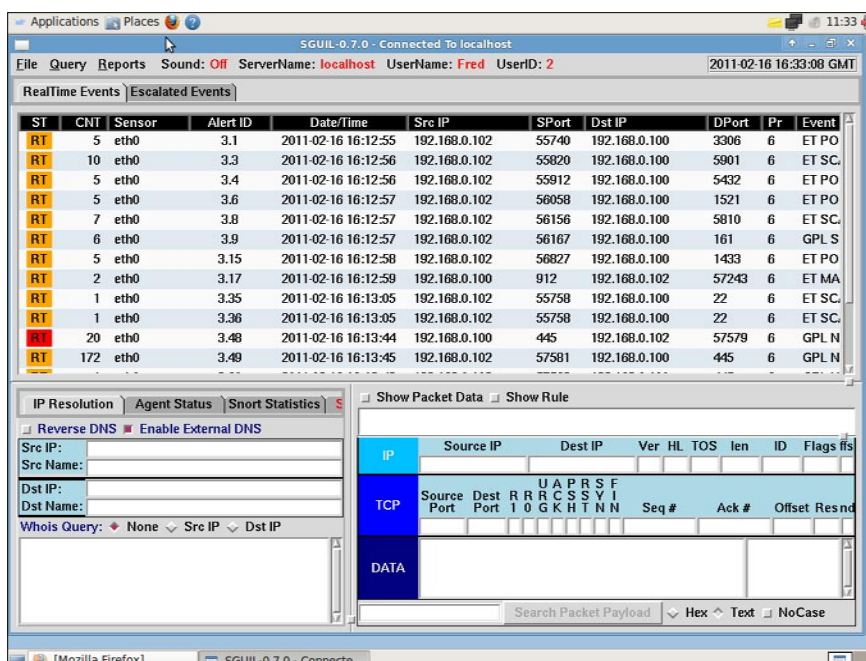 Applications Places 11:33
SGUIL-0.7.0 - Connected To localhost
File Query Reports Sound: Off ServerName: localhost UserName: Fred UserID: 2 2011-02-16 16:33:08 GMT
RealTime Events Escalated Events
ST CNT Sensor Alert ID Date/Time Src IP SPort Dst IP DPort Pr Event
RT 5 eth0 3.1 2011-02-16 16:12:55 192.168.0.102 55740 192.168.0.100 3306 6 ET PO
RT 10 eth0 3.3 2011-02-16 16:12:56 192.168.0.102 55820 192.168.0.100 5901 6 ET SC
RT 5 eth0 3.4 2011-02-16 16:12:56 192.168.0.102 55912 192.168.0.100 5432 6 ET PO
RT 5 eth0 3.6 2011-02-16 16:12:57 192.168.0.102 56058 192.168.0.100 1521 6 ET PO
RT 7 eth0 3.8 2011-02-16 16:12:57 192.168.0.102 56156 192.168.0.100 5810 6 ET SC
RT 6 eth0 3.9 2011-02-16 16:12:57 192.168.0.102 56167 192.168.0.100 161 6 GPL S
RT 5 eth0 3.15 2011-02-16 16:12:58 192.168.0.102 56827 192.168.0.100 1433 6 ET PO
RT 2 eth0 3.17 2011-02-16 16:12:59 192.168.0.100 912 192.168.0.102 57243 6 ET MA
RT 1 eth0 3.35 2011-02-16 16:13:05 192.168.0.102 55758 192.168.0.100 22 6 ET SC
RT 1 eth0 3.36 2011-02-16 16:13:05 192.168.0.102 55758 192.168.0.100 22 6 ET SC
RT 20 eth0 3.48 2011-02-16 16:13:44 192.168.0.100 445 192.168.0.102 57579 6 GPL N
RT 172 eth0 3.49 2011-02-16 16:13:45 192.168.0.102 57581 192.168.0.100 445 6 GPL N
IP Resolution Agent Status Snort Statistics S
Reverse DNS Enable External DNS
Src IP:
Src Name:
Dst IP:
Dst Name:
Whois Query: None Src IP Dst IP
Show Packet Data Show Rule
IP Source IP Dest IP Ver HL TOS len ID Flags ffs
U A P R S F
Source Dest R R R C S S Y I
TCP Port Port 1 0 G K H T N N Seq # Ack # Offset Res nd
DATA
Search Packet Payload Hex Text NoCase
[Mozilla Firefox] SGUIL-0.7.0 - Connecte